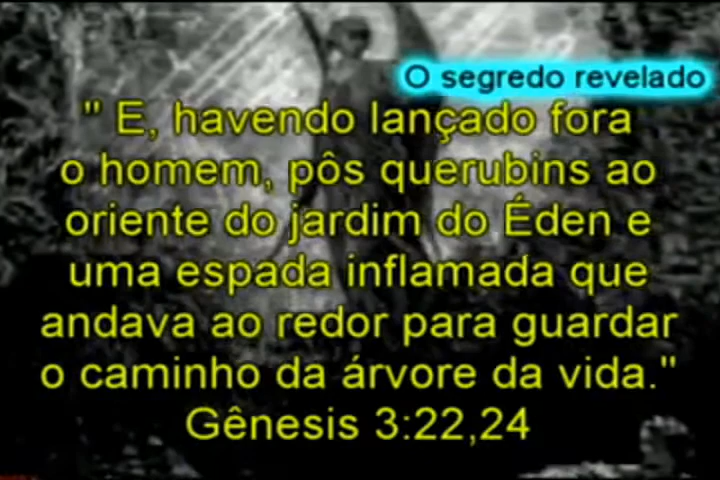 O segredo revelado
" E, havendo lançado fora
o homem, pôs querubins ao
oriente do jardim do Éden e
uma espada inflamada que
andava ao redor para guardar
o caminho da árvore da vida."
Gênesis 3:22,24